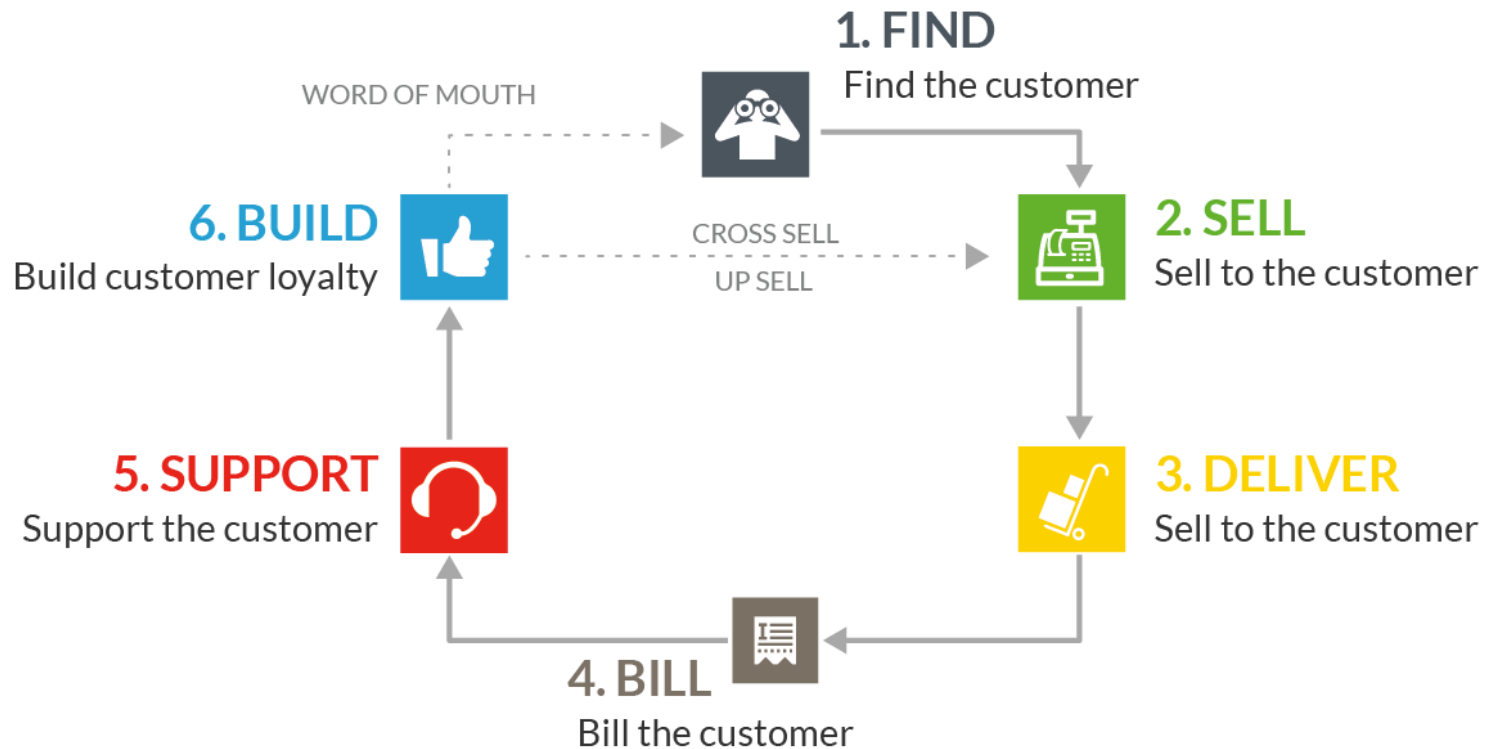 1. FIND
Find the customer
WORD OF MOUTH
6. BUILD
Build customer loyalty
CROSS SELL
UP SELL
2. SELL
Sell to the customer
5. SUPPORT
Support the customer
3. DELIVER
Sell to the customer
4. BILL
Bill the customer